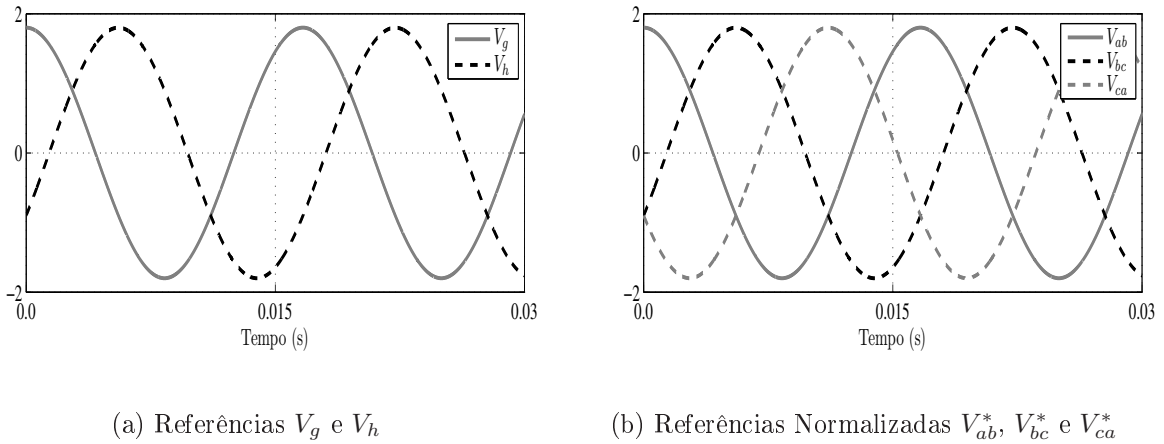 2
0
−2
0.0
0.015
0.03
Tempo (s)
V_g
V_h
2
0
−2
0.0
0.015
0.03
Tempo (s)
V_ab
V_bc
V_ca
(a) Referências V_g e V_h
(b) Referências Normalizadas V*_ab, V*_bc e V*_ca